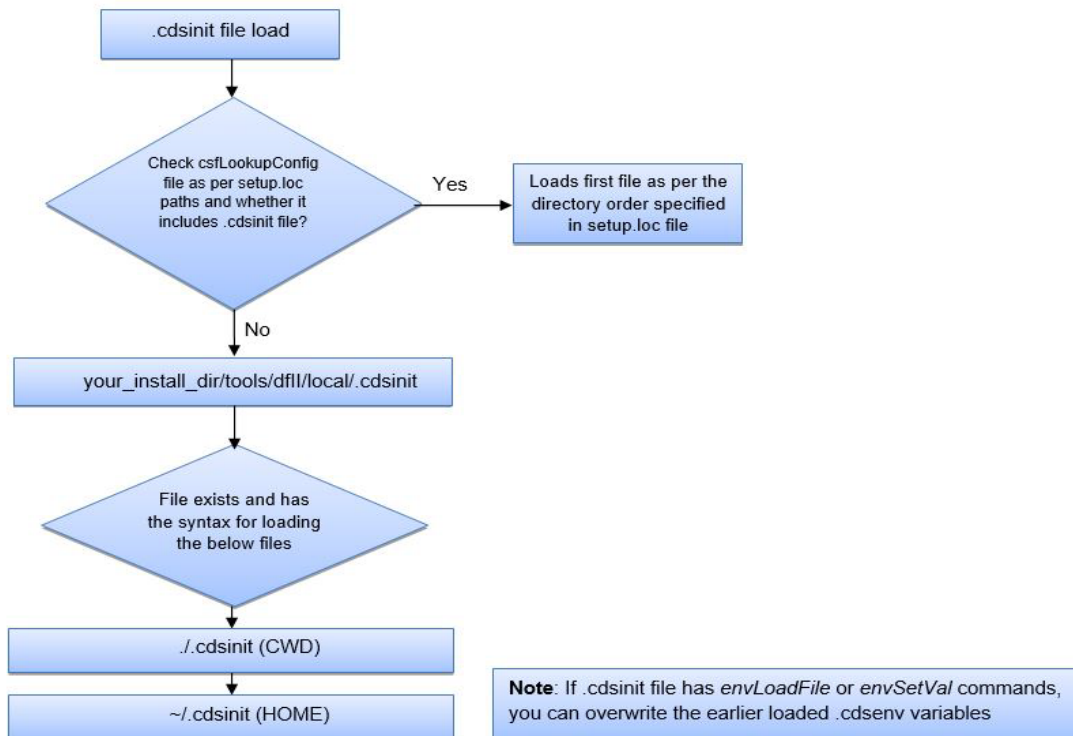 .cdsinit file load
Check csfLookupConfig
file as per setup.loc
paths and whether it
includes .cdsinit file?
Yes
Loads first file as per the
directory order specified
in setup.loc file
No
your_install_dir/tools/dfII/local/.cdsinit
File exists and has
the syntax for loading
the below files
./.cdsinit (CWD)
~/.cdsinit (HOME)
Note: If .cdsinit file has envLoadFile or envSetVal commands,
you can overwrite the earlier loaded .cdsenv variables